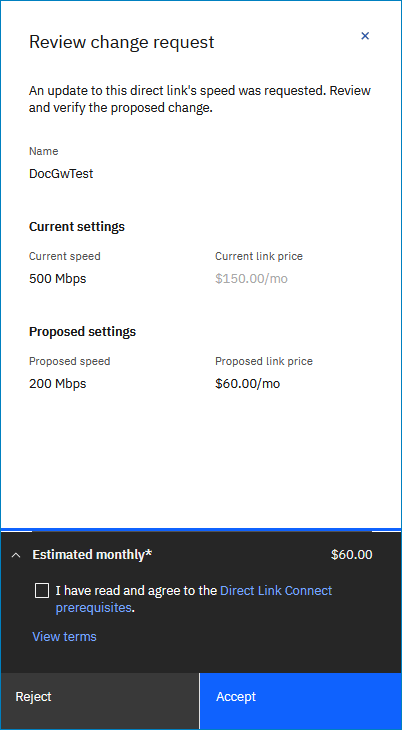 Review change request
An update to this direct link's speed was requested. Review
and verify the proposed change.
Name
DocGwTest
Current settings
Current speed Current link price
500 Mbps $150.00/mo
Proposed settings
Proposed speed Proposed link price
200 Mbps $60.00/mo
Estimated monthly* $60.00
I have read and agree to the Direct Link Connect
prerequisites.
View terms
Reject Accept